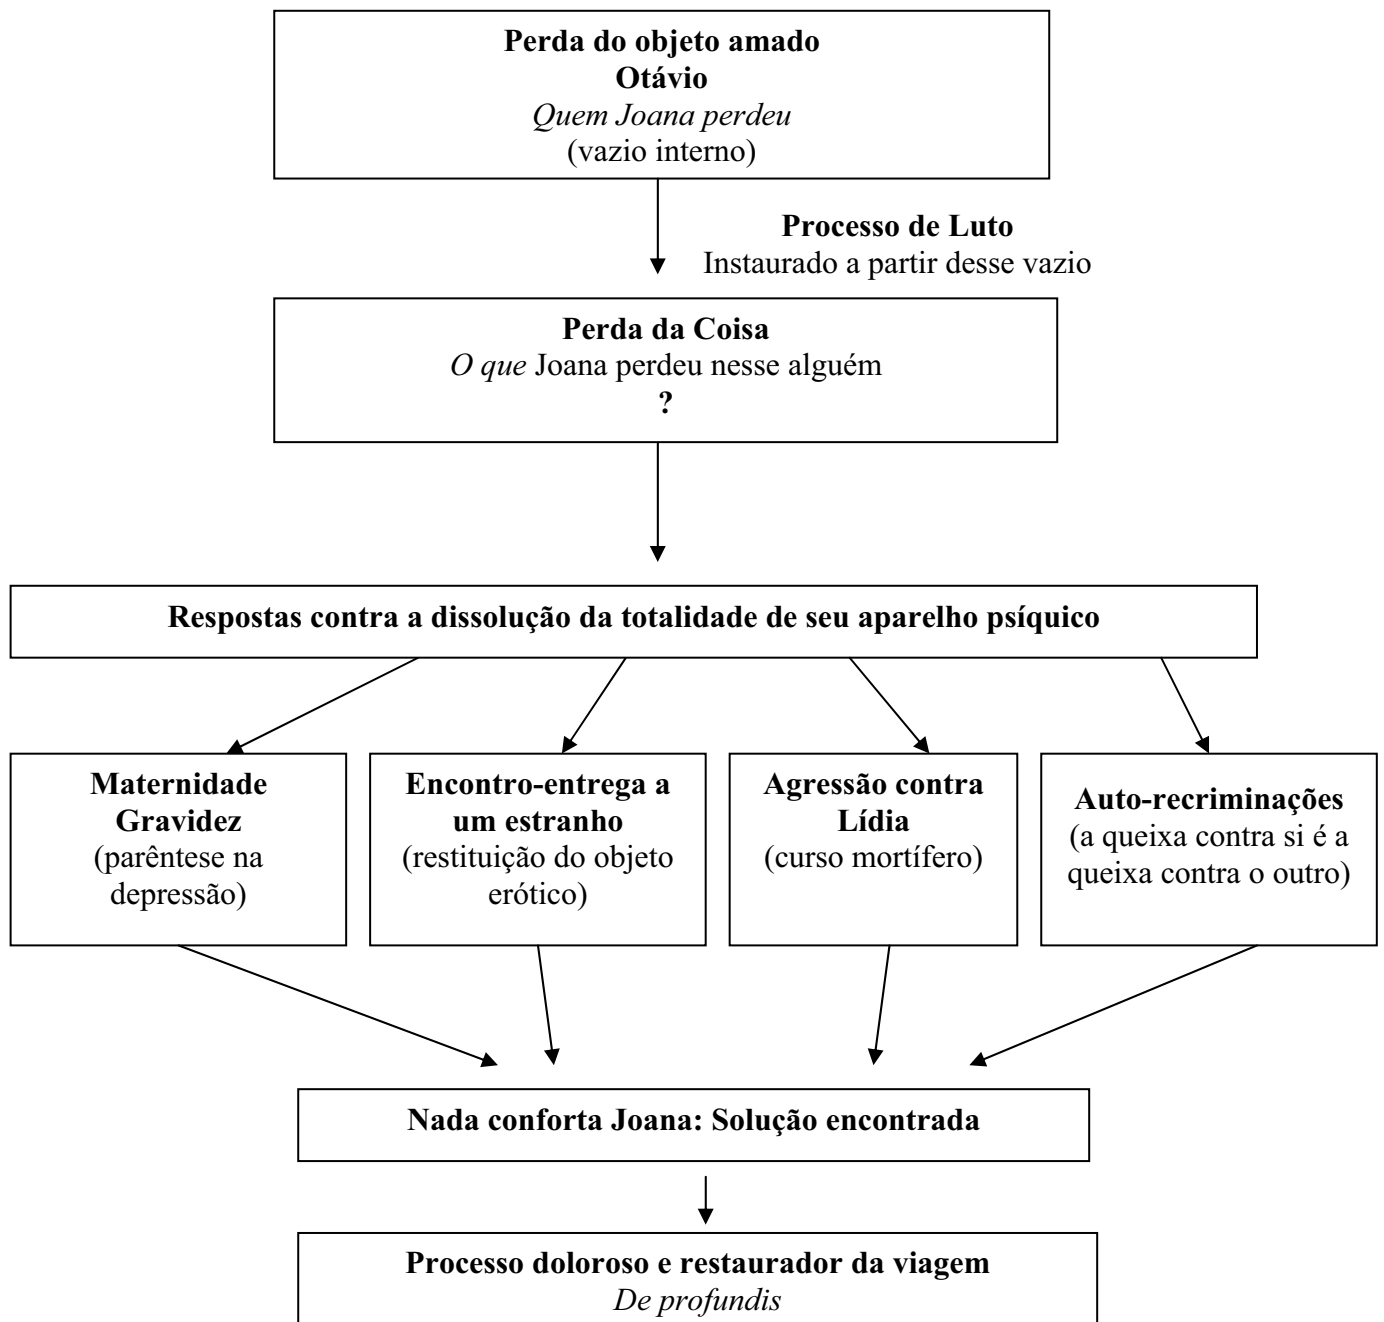 Perda do objeto amado
Otávio
Quem Joana perdeu
(vazio interno)
Processo de Luto
Instaurado a partir desse vazio
Perda da Coisa
O que Joana perdeu nesse alguém
?
Respostas contra a dissolução da totalidade de seu aparelho psíquico
Maternidade
Gravidez
(parêntese na
depressão)
Encontro-entrega a
um estranho
(restituição do objeto
erótico)
Agressão contra
Lídia
(curso mortífero)
Auto-recriminações
(a queixa contra si é a
queixa contra o outro)
Nada conforta Joana: Solução encontrada
Processo doloroso e restaurador da viagem
De profundis